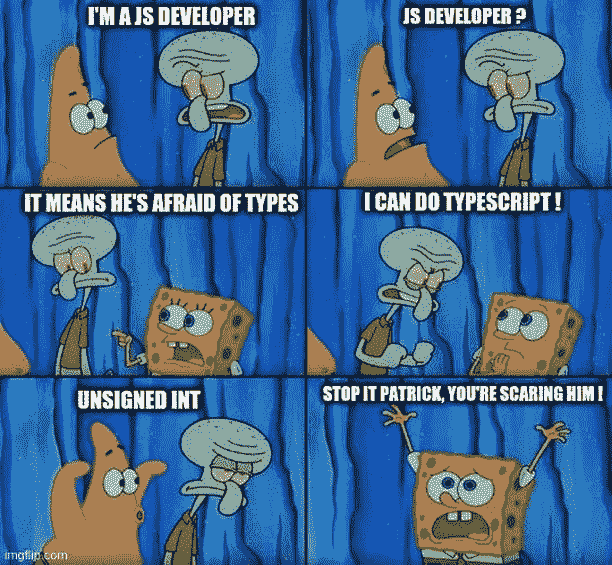 I'M A JS DEVELOPER
JS DEVELOPER ?
IT MEANS HE'S AFRAID OF TYPES
I CAN DO TYPESCRIPT !
UNSIGNED INT
STOP IT PATRICK, YOU'RE SCARING HIM !
imgflip.com